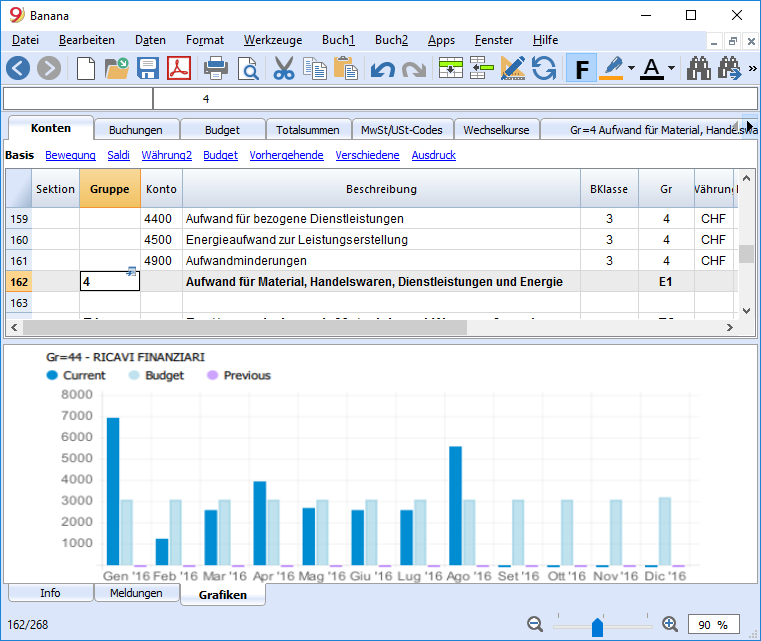 Banana
Datei Bearbeiten Daten Format Werkzeuge Buch1 Buch2 Apps Fenster Hilfe
F A »
4
Konten Buchungen Budget Totalsummen MwSt/USt-Codes Wechselkurse Gr=4 Aufwand für Material, Handelswa
Basis Bewegung Saldi Währung2 Budget Vorhergehende Verschiedene Ausdruck
Sektion Gruppe Konto Beschreibung BKlasse Gr Währun
159 4400 Aufwand für bezogene Dienstleistungen 3 4 CHF
160 4500 Energieaufwand zur Leistungserstellung 3 4 CHF
161 4900 Aufwandminderungen 3 4 CHF
162 4 Aufwand für Material, Handelswaren, Dienstleistungen und Energie E1
163
Gr=44 - RICAVI FINANZIARI
Current Budget Previous
8000
7000
6000
5000
4000
3000
2000
1000
Gen '16 Feb '16 Mar '16 Apr '16 Mag '16 Giu '16 Lug '16 Ago '16 Set '16 Ott '16 Nov '16 Dic '16
Info Meldungen Grafiken
162/268 90 %